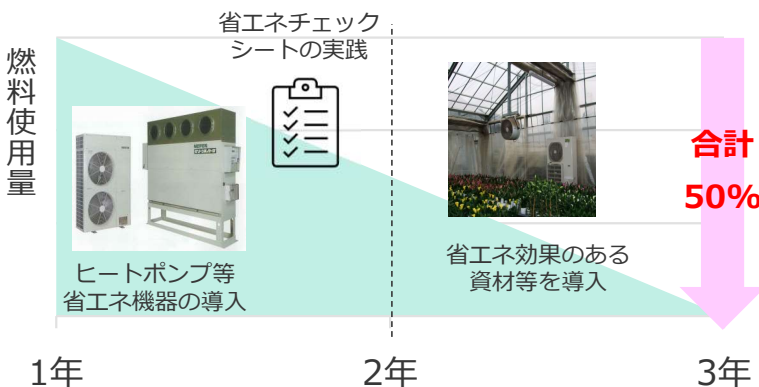 省エネチェック
シートの実践
燃料使用量
合計
50%
ヒートポンプ等
省エネ機器の導入
省エネ効果のある
資材等を導入
1年
2年
3年